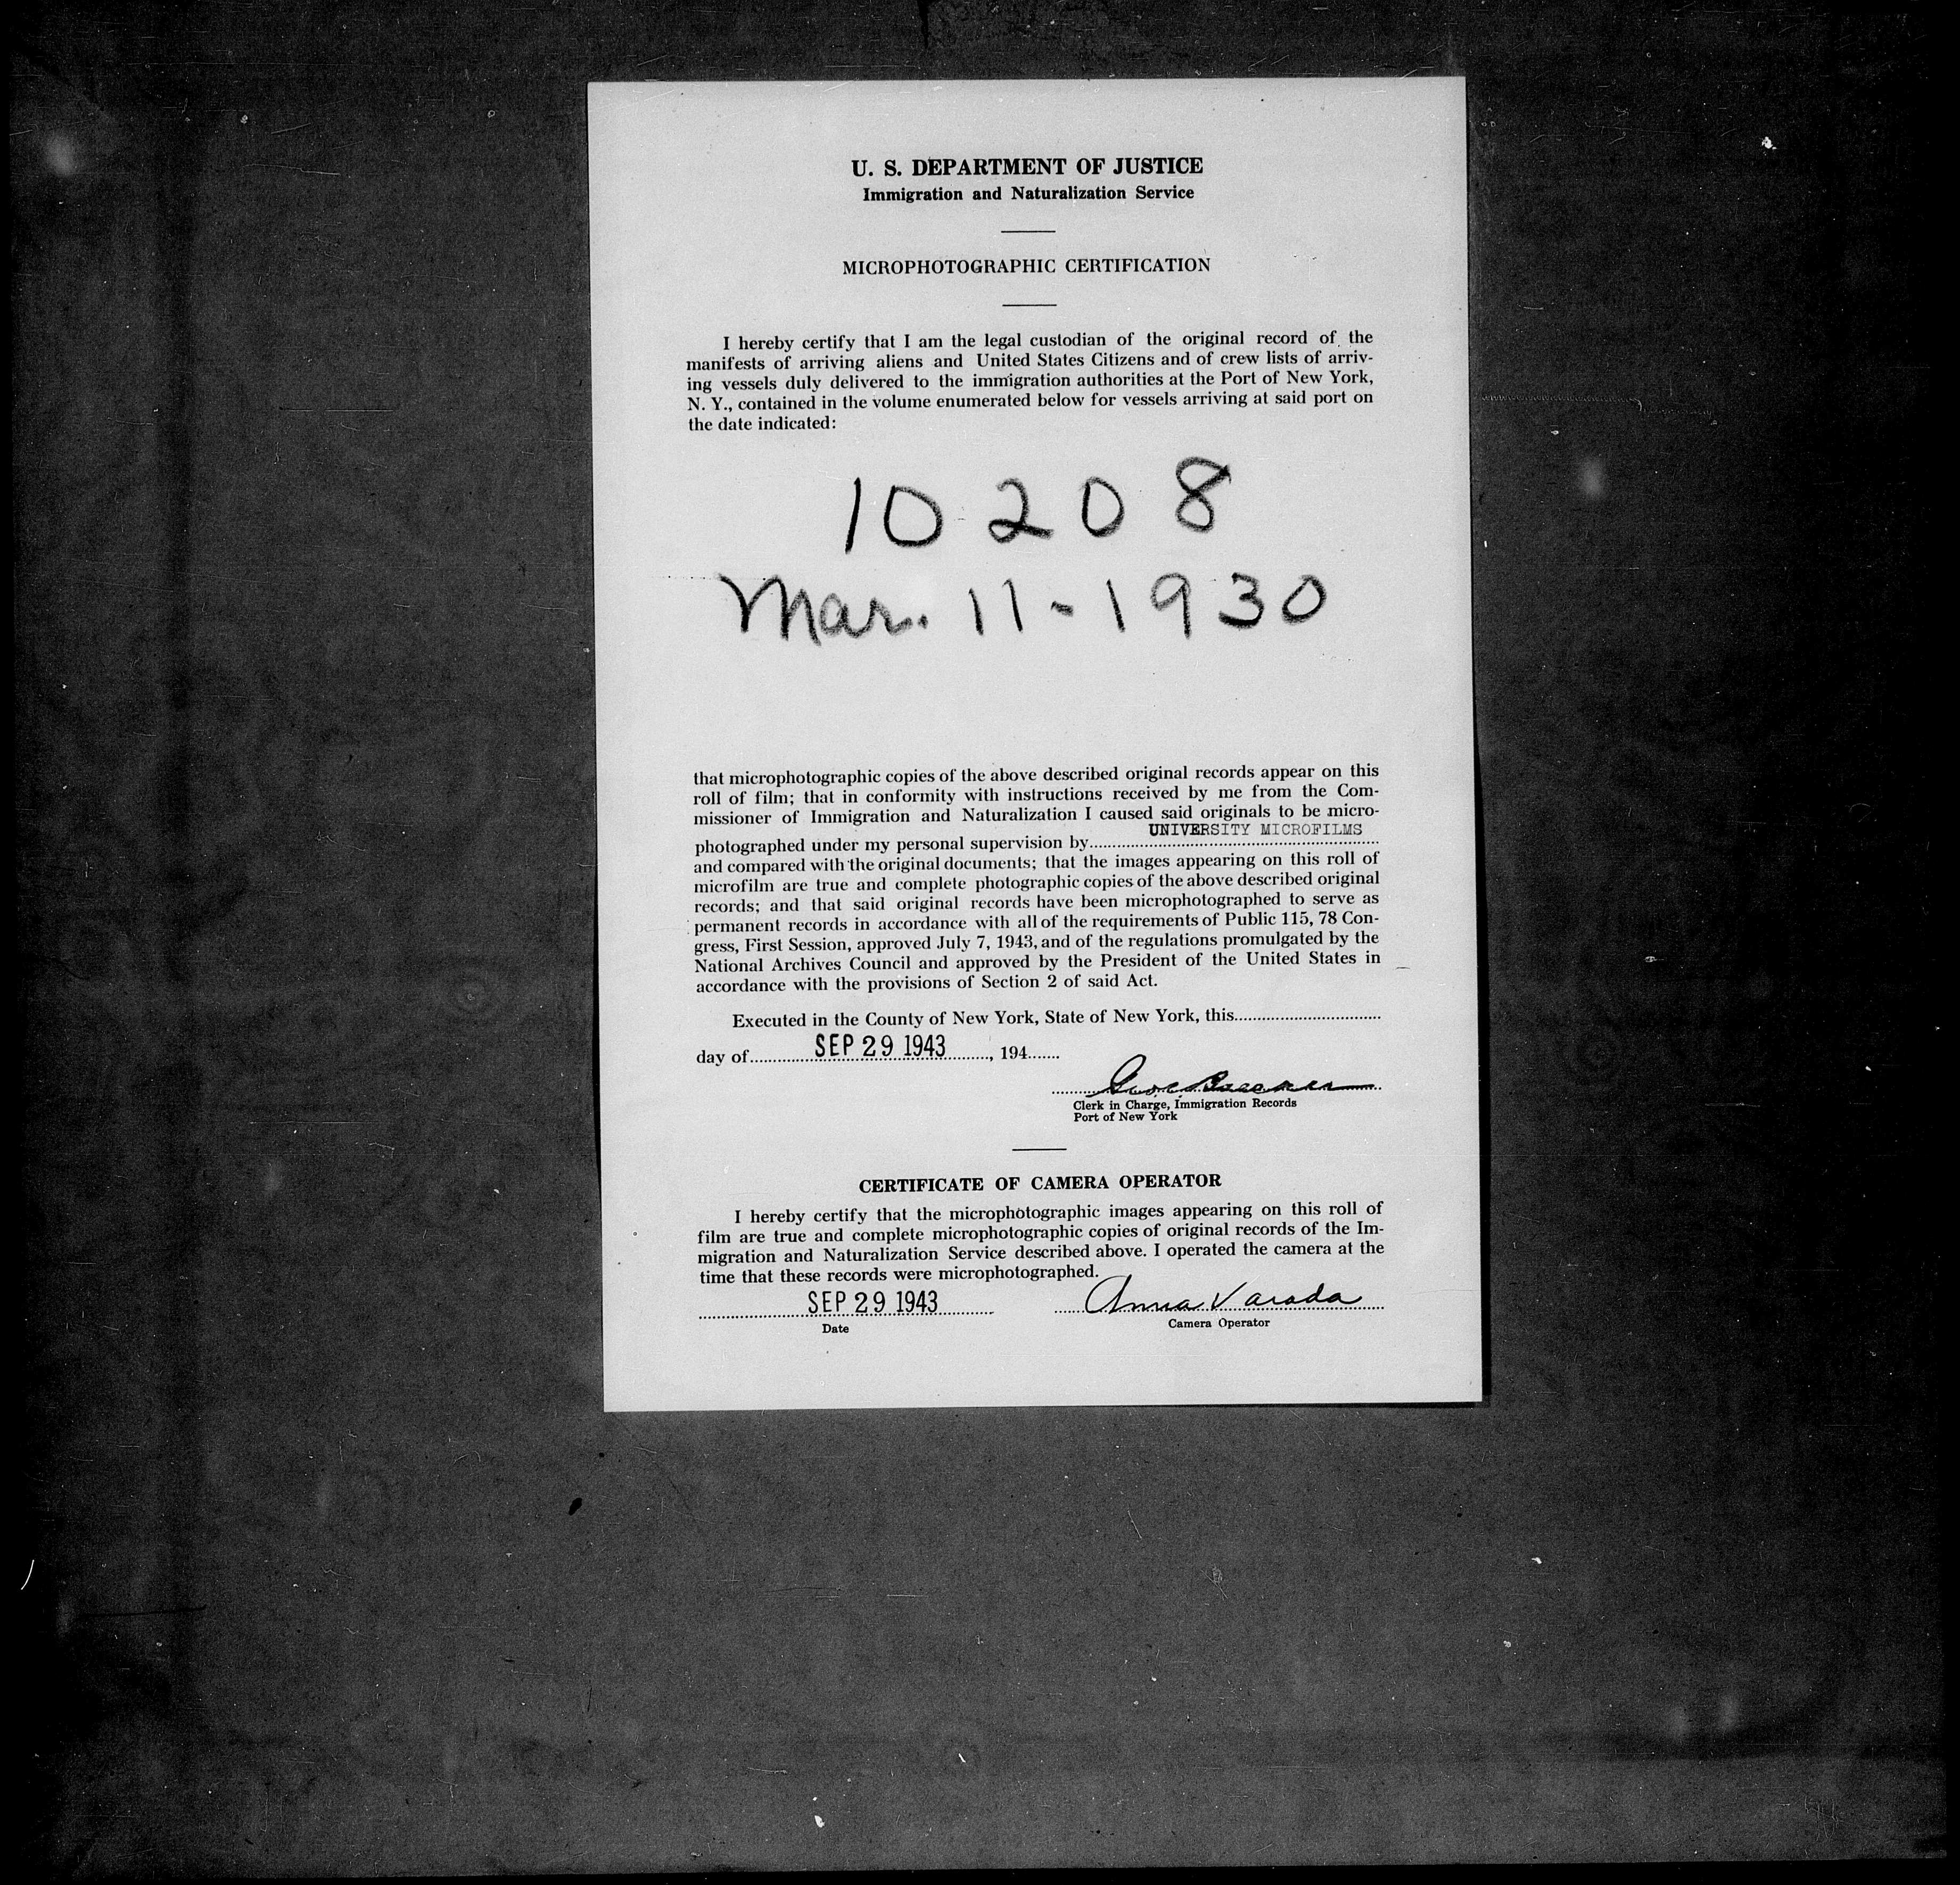 U. S. DEPARTMENT OF JUSTICE
Immigration and Naturalization Service
MICROPHOTOGRAPHIC CERTIFICATION
I hereby certify that I am the legal custodian of the original record of the
manifests of arriving aliens and United States Citizens and of crew lists of arriv-
ing vessels duly delivered to the immigration authorities at the Port of New York,
N. Y., contained in the volume enumerated below for vessels arriving at said port on
the date indicated:
10208
Mar. 11-1930
that microphotographic copies of the above described original records appear on this
roll of film; that in conformity with instructions received by me from the Com-
missioner of Immigration and Naturalization I caused said originals to be micro-
UNIVERSITY MICROFILMS
photographed under my personal supervision by
and compared with the original documents; that the images appearing on this roll of
microfilm are true and complete photographic copies of the above described original
records; and that said original records have been microphotographed to serve as
permanent records in accordance with all of the requirements of Public 115, 78 Con-
gress, First Session, approved July 7, 1943, and of the regulations promulgated by the
National Archives Council and approved by the President of the United States in
accordance with the provisions of Section 2 of said Act.
Executed in the County of New York, State of New York, this
day of SEP 29 1943, 194
Clerk in Charge, Immigration Records
Port of New York
CERTIFICATE OF CAMERA OPERATOR
I hereby certify that the microphotographic images appearing on this roll of
film are true and complete microphotographic copies of original records of the Im-
migration and Naturalization Service described above. I operated the camera at the
time that these records were microphotographed.
SEP 29 1943 Anna Varada
Date Camera Operator